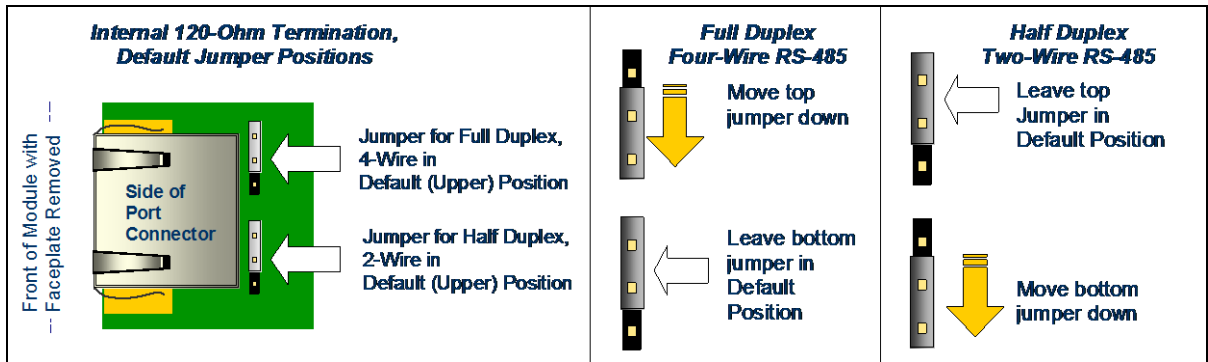 Internal 120-Ohm Termination,
Default Jumper Positions
Front of Module with
--- Faceplate Removed ---
Side of
Port
Connector
Jumper for Full Duplex,
4-Wire in
Default (Upper) Position
Jumper for Half Duplex,
2-Wire in
Default (Upper) Position
Full Duplex
Four-Wire RS-485
Move top
jumper down
Leave bottom
jumper in
Default
Position
Half Duplex
Two-Wire RS-485
Leave top
Jumper in
Default Position
Move bottom
jumper down